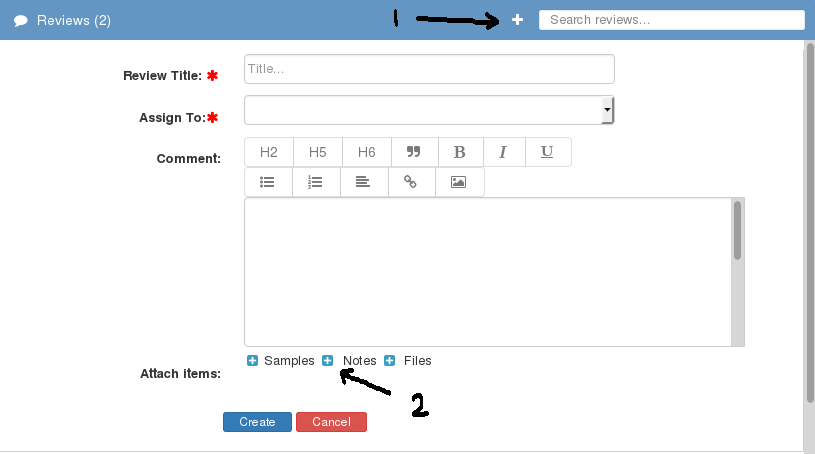 Reviews (2) 1 Search reviews...
Review Title: * Title...
Assign To:*
Comment: H2 H5 H6 B I U
Samples Notes Files
Attach items:
2
Create Cancel